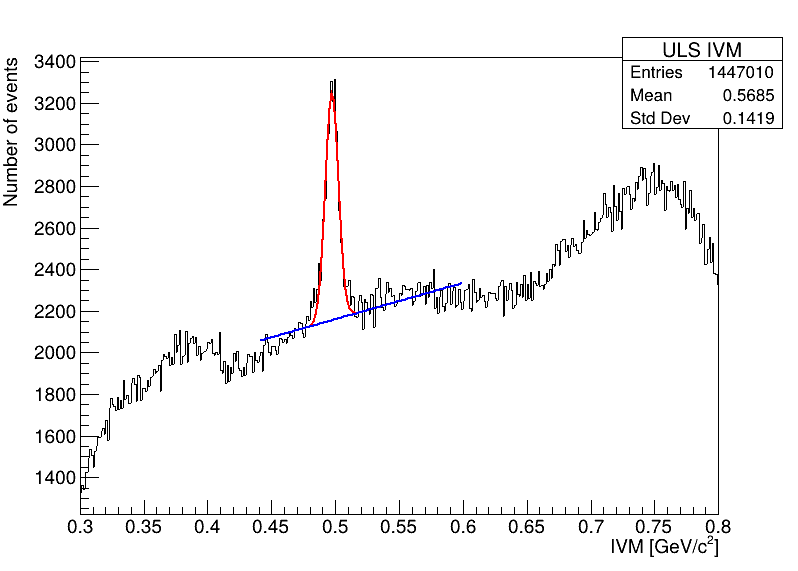 ULS IVM
Entries 1447010
Mean 0.5685
Std Dev 0.1419
Number of events
3400
3200
3000
2800
2600
2400
2200
2000
1800
1600
1400
0.3 0.35 0.4 0.45 0.5 0.55 0.6 0.65 0.7 0.75 0.8
IVM [GeV/c²]